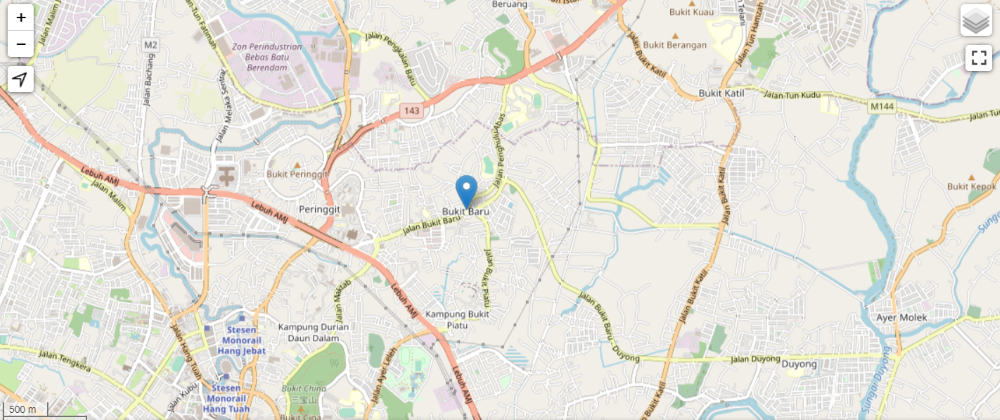 +
−
Beruang
Bukit Kuau
Bukit Berangan
Jalan Tun Fatimah
Jalan Pengkalan Batu
Zon Perindustrian
Bebas Batu
Berendam
M2
Jalan Bachang
Jalan Melaka Sentral
143
Jalan Bukit Katil
Jalan Tun Hamzah
Bukit Katil
Jalan Tun Kudu
M144
Jalan Tun
Jalan Penghulu Abas
Lebuh AMJ
Jalan Malim
Bukit Peringgit
Peringgit
Lebuh AMJ
Bukit Baru
Jalan Bukit Baru
Jalan Bukit Katil
Bukit Kepok
Jalan Bukit Piatu
Jalan Maktab
Lebuh AMJ
Kampung Bukit
Piatu
Jalan Bukit Baru - Duyong
Jalan Bukit Katil
Ayer Molek
Stesen
Monorail
Hang Jebat
Kampung Durian
Daun Dalam
Jalan Hang Tuah
Jalan Tengkera
Jalan Duyong
Duyong
Sungai Duyong
Bukit China
三宝山
Jalan Ayer Leleh
Lebuh AMJ
Stesen
Monorail
Hang Tuah
Jalan Kubu
Bukit Cina
500 m